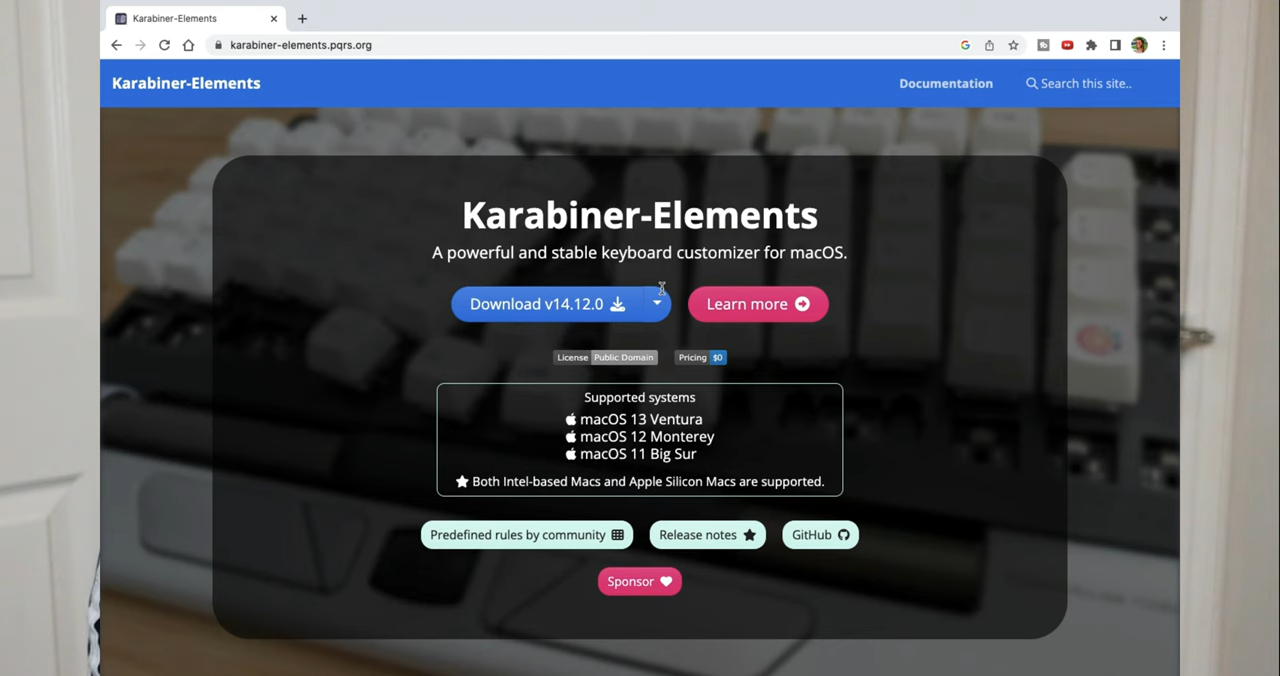 Karabiner-Elements
karabiner-elements.pqrs.org
Karabiner-Elements
Documentation
Search this site..
Karabiner-Elements
A powerful and stable keyboard customizer for macOS.
Download v14.12.0
Learn more
License Public Domain
Pricing $0
Supported systems
macOS 13 Ventura
macOS 12 Monterey
macOS 11 Big Sur
Both Intel-based Macs and Apple Silicon Macs are supported.
Predefined rules by community
Release notes
GitHub
Sponsor